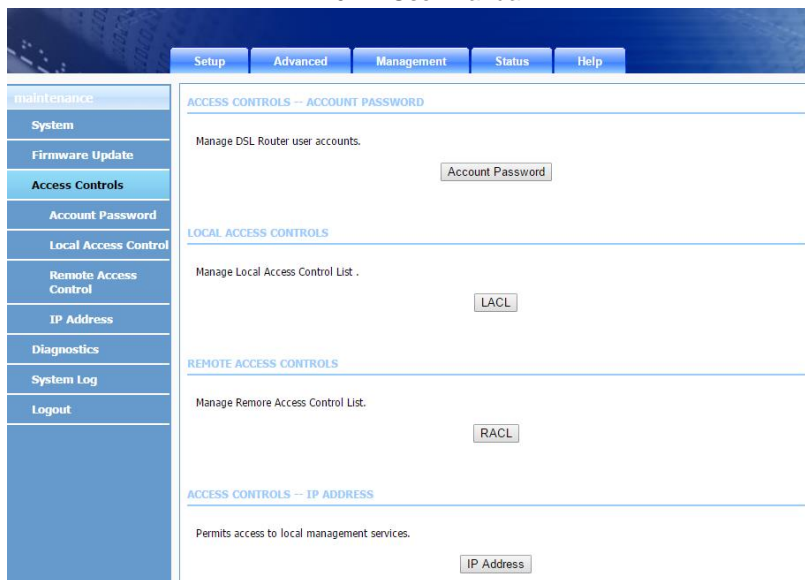 Setup
Advanced
Management
Status
Help
maintenance
System
Firmware Update
Access Controls
Account Password
Local Access Control
Remote Access
Control
IP Address
Diagnostics
System Log
Logout
ACCESS CONTROLS -- ACCOUNT PASSWORD
Manage DSL Router user accounts.
Account Password
LOCAL ACCESS CONTROLS
Manage Local Access Control List .
LACL
REMOTE ACCESS CONTROLS
Manage Remore Access Control List.
RACL
ACCESS CONTROLS -- IP ADDRESS
Permits access to local management services.
IP Address